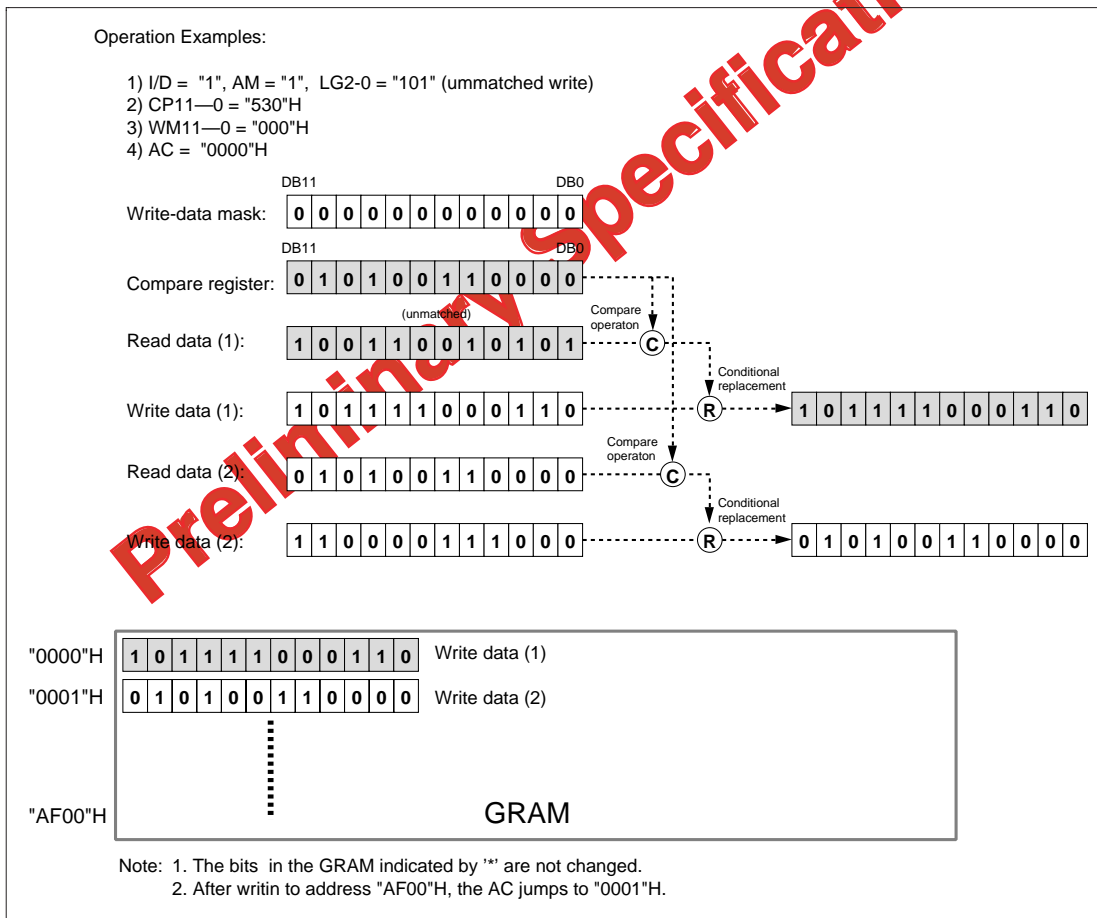 Operation Examples:
1) I/D = "1", AM = "1", LG2-0 = "101" (unmatched write)
2) CP11—0 = "530"H
3) WM11—0 = "000"H
4) AC = "0000"H
DB11 DB0
Write-data mask: 0 0 0 0 0 0 0 0 0 0 0 0
DB11 DB0
Compare register: 0 1 0 1 0 0 1 1 0 0 0 0
(unmatched)
Compare
operaton
Read data (1): 1 0 0 1 1 0 0 1 0 1 0 1 C
Conditional
replacement
Write data (1): 1 0 1 1 1 1 0 0 0 1 1 0 R 1 0 1 1 1 1 0 0 0 1 1 0
Compare
operaton
Read data (2): 0 1 0 1 0 0 1 1 0 0 0 0 C
Conditional
replacement
Write data (2): 1 1 0 0 0 0 1 1 1 0 0 0 R 0 1 0 1 0 0 1 1 0 0 0 0
Preliminary Specificati
"0000"H 1 0 1 1 1 1 0 0 0 1 1 0 Write data (1)
"0001"H 0 1 0 1 0 0 1 1 0 0 0 0 Write data (2)
"AF00"H GRAM
Note: 1. The bits in the GRAM indicated by '*' are not changed.
2. After writin to address "AF00"H, the AC jumps to "0001"H.